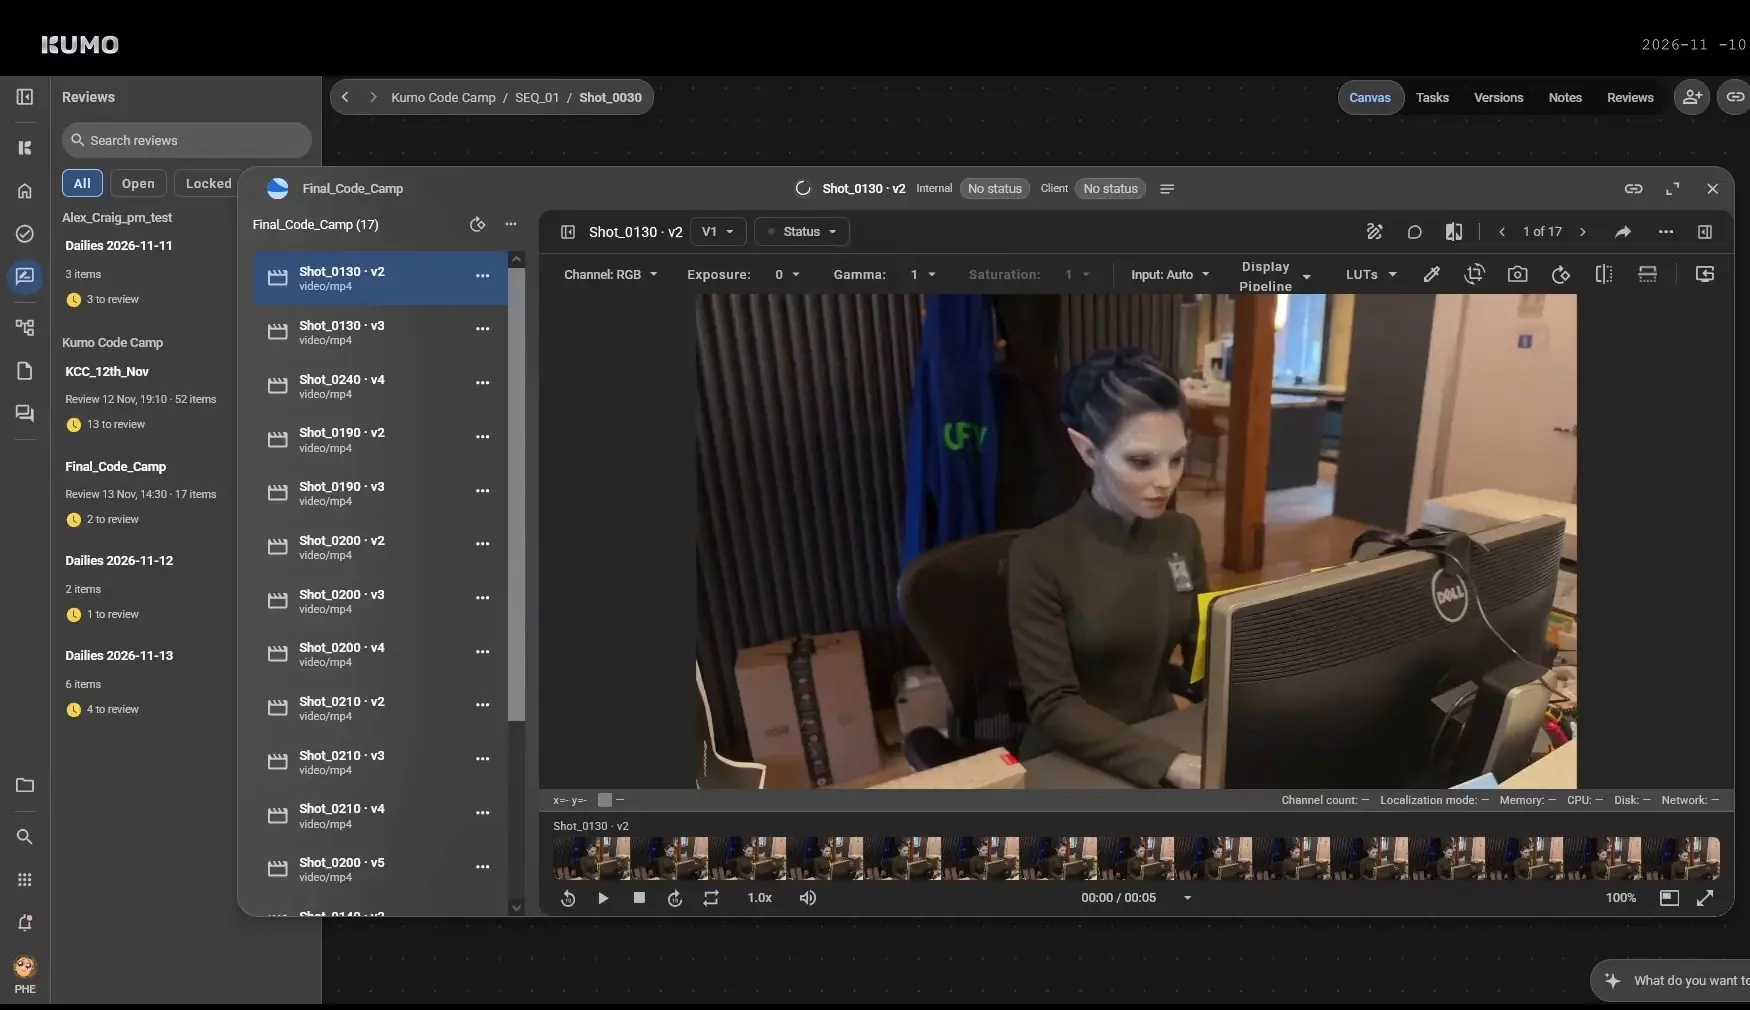 KUMO
2026-11 -10
Reviews
Search reviews
All
Open
Locked
Alex_Craig_pm_test
Dailies 2026-11-11
3 items
3 to review
Kumo Code Camp
KCC_12th_Nov
Review 12 Nov, 19:10 · 52 items
13 to review
Final_Code_Camp
Review 13 Nov, 14:30 · 17 items
2 to review
Dailies 2026-11-12
2 items
1 to review
Dailies 2026-11-13
6 items
4 to review
PHE
Kumo Code Camp / SEQ_01 / Shot_0030
Canvas
Tasks
Versions
Notes
Reviews
Final_Code_Camp
Shot_0130 · v2
Internal
No status
Client
No status
Final_Code_Camp (17)
Shot_0130 · v2
video/mp4
Shot_0130 · v3
video/mp4
Shot_0240 · v4
video/mp4
Shot_0190 · v2
video/mp4
Shot_0190 · v3
video/mp4
Shot_0200 · v2
video/mp4
Shot_0200 · v3
video/mp4
Shot_0200 · v4
video/mp4
Shot_0210 · v2
video/mp4
Shot_0210 · v3
video/mp4
Shot_0210 · v4
video/mp4
Shot_0200 · v5
video/mp4
Shot_0130 · v2
V1
Status
1 of 17
Channel: RGB
Exposure: 0
Gamma: 1
Saturation: 1
Input: Auto
Display
Pipeline
LUTs
DELL
x=- y=-
—
Channel count: —
Localization mode: —
Memory: —
CPU: —
Disk: —
Network: —
Shot_0130 · v2
1.0x
00:00 / 00:05
100%
What do you want to